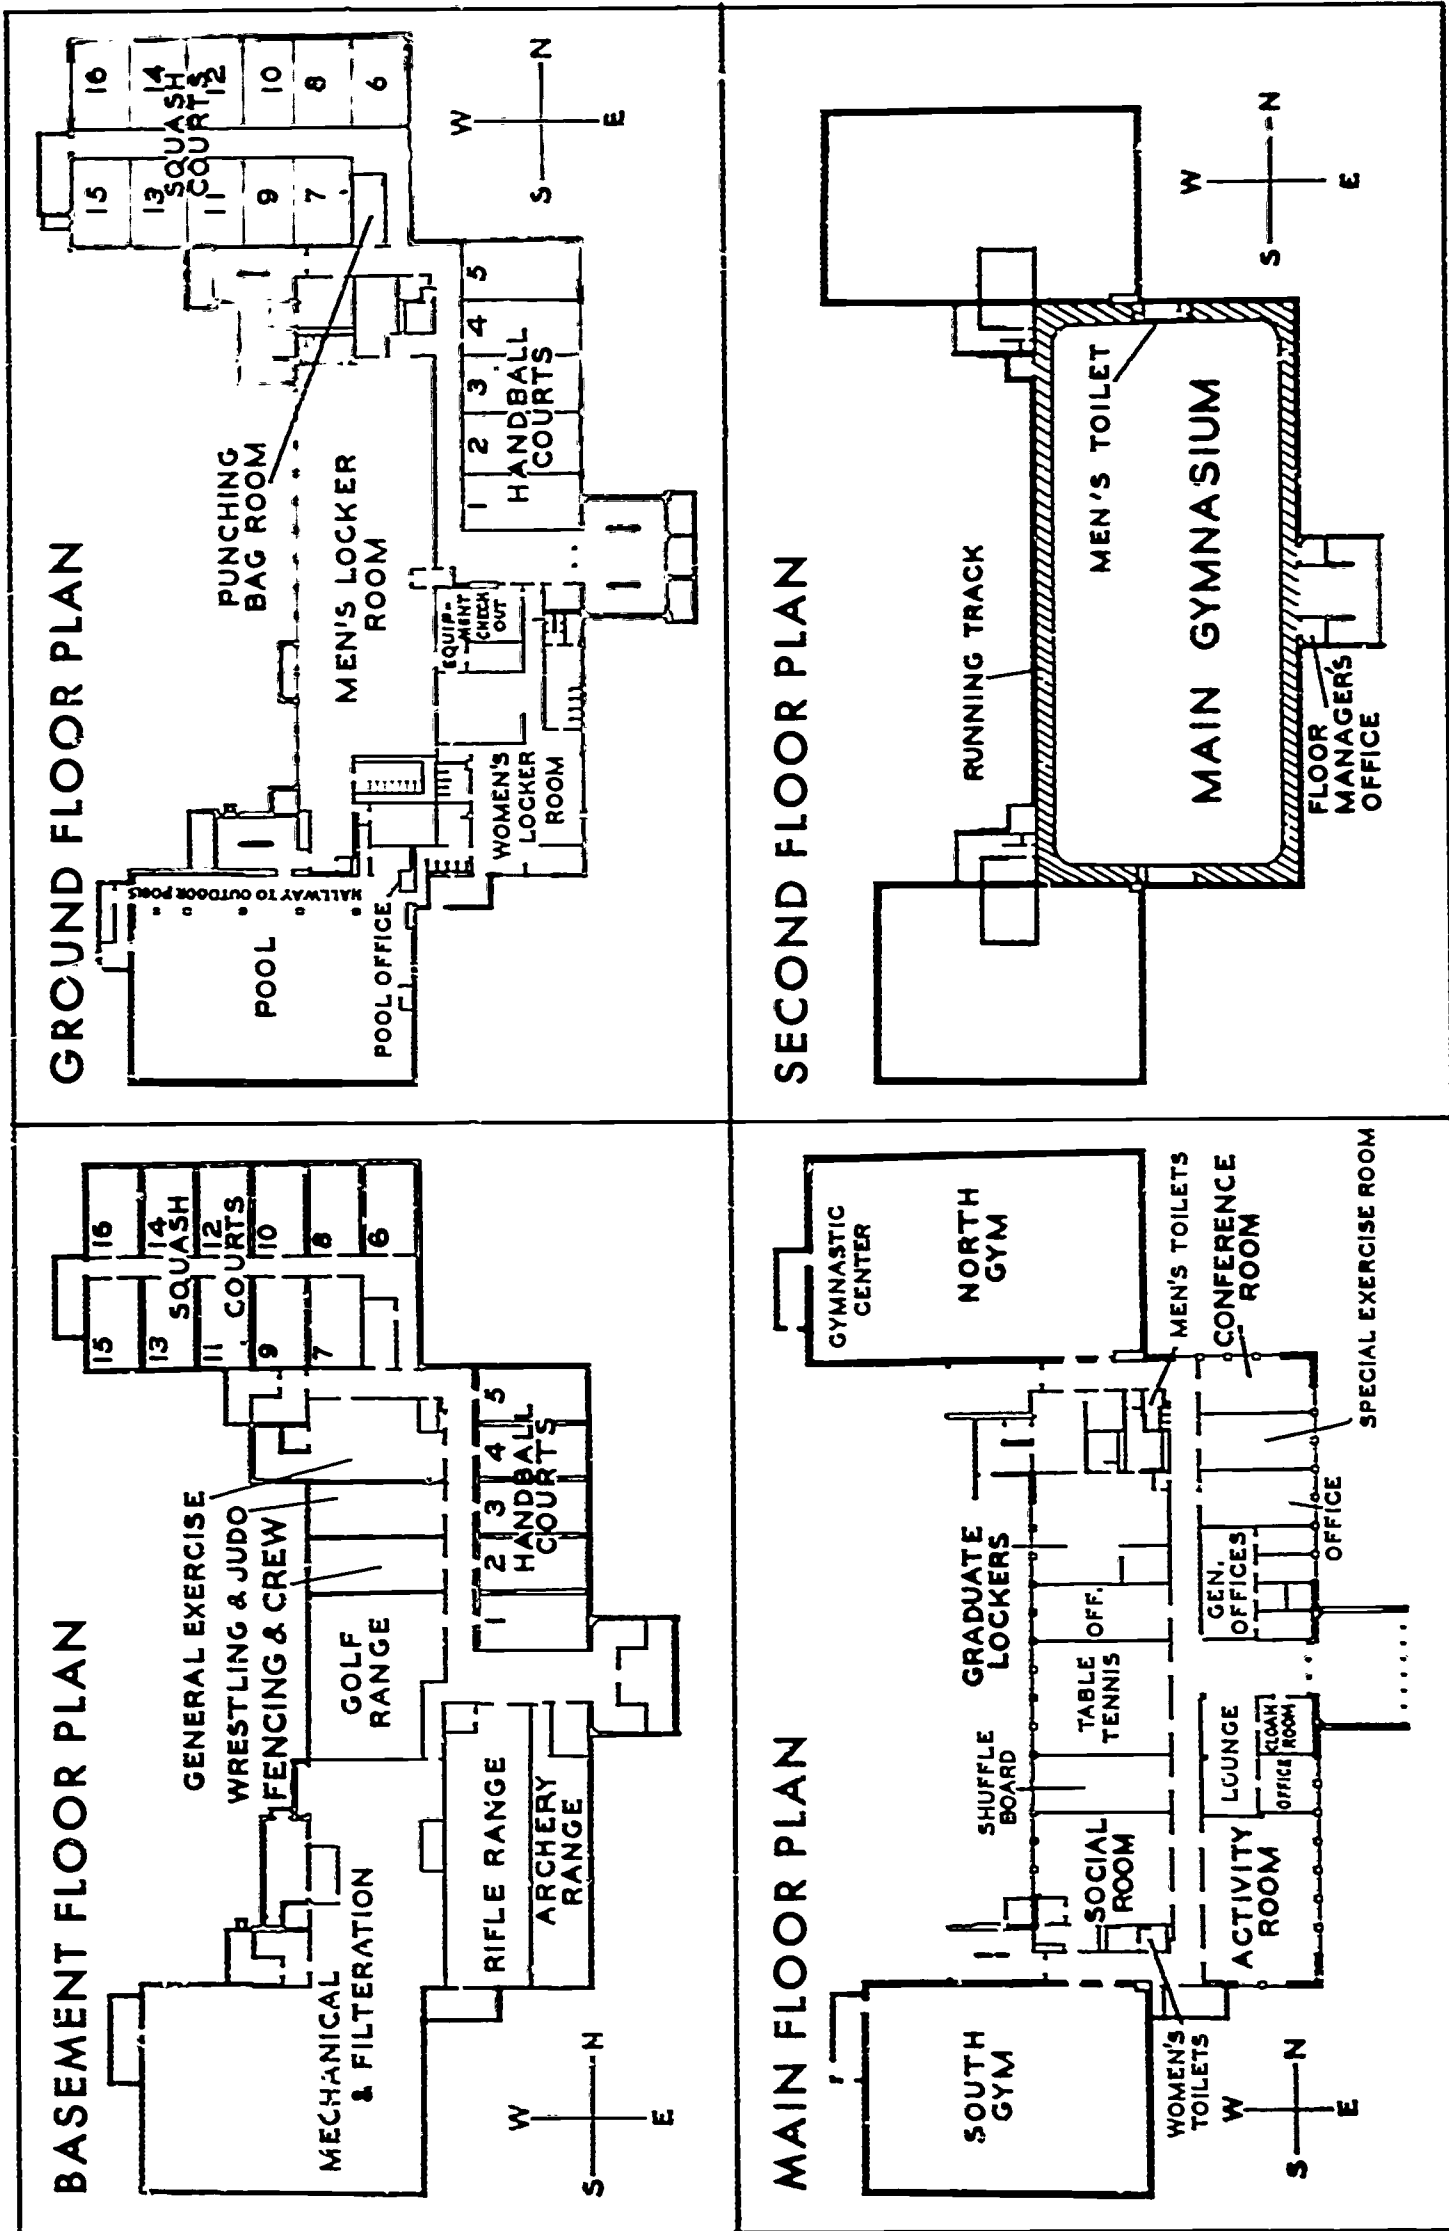 BASEMENT FLOOR PLAN
GENERAL EXERCISE
WRESTLING & JUDO
FENCING & CREW
GOLF
RANGE
MECHANICAL
& FILTERATION
RIFLE RANGE
ARCHERY
RANGE
15
16
13
14
SQUASH
11
12
COURTS
9
10
7
8
6
1
2
3
4
5
HANDBALL
COURTS
W
S
N
E
GROUND FLOOR PLAN
PUNCHING
BAG ROOM
MEN'S LOCKER
ROOM
HALLWAY TO OUTDOOR POOLS
POOL
POOL OFFICE
EQUIP-
MENT
CHECK
OUT
WOMEN'S
LOCKER
ROOM
15
16
13
14
SQUASH
COURTS
11
12
9
10
7
8
6
1
2
3
4
5
HANDBALL
COURTS
W
S
N
E
MAIN FLOOR PLAN
GYMNASTIC
CENTER
NORTH
GYM
GRADUATE
LOCKERS
SHUFFLE
BOARD
TABLE
TENNIS
OFF.
SOCIAL
ROOM
SOUTH
GYM
MEN'S TOILETS
CONFERENCE
ROOM
SPECIAL EXERCISE ROOM
GEN.
OFFICES
OFFICE
LOUNGE
CLOAK
ROOM
OFFICE
ACTIVITY
ROOM
WOMEN'S
TOILETS
W
S
N
E
SECOND FLOOR PLAN
RUNNING TRACK
MEN'S TOILET
MAIN GYMNASIUM
FLOOR
MANAGER'S
OFFICE
W
S
N
E